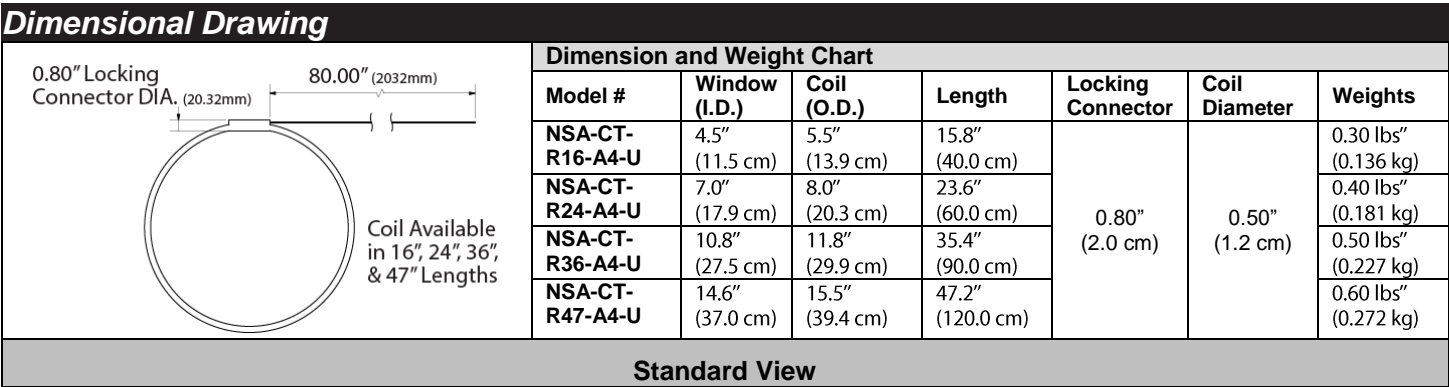 Dimensional Drawing
0.80” Locking
Connector DIA. (20.32mm)
80.00” (2032mm)
Coil Available
in 16”, 24”, 36”,
& 47” Lengths
Dimension and Weight Chart
Model # Window (I.D.) Coil (O.D.) Length Locking Connector Coil Diameter Weights
NSA-CT- 4.5” 5.5” 15.8” 0.30 lbs”
R16-A4-U (11.5 cm) (13.9 cm) (40.0 cm) (0.136 kg)
NSA-CT- 7.0” 8.0” 23.6” 0.40 lbs”
R24-A4-U (17.9 cm) (20.3 cm) (60.0 cm) (0.181 kg)
0.80” 0.50”
(2.0 cm) (1.2 cm)
NSA-CT- 10.8” 11.8” 35.4” 0.50 lbs”
R36-A4-U (27.5 cm) (29.9 cm) (90.0 cm) (0.227 kg)
NSA-CT- 14.6” 15.5” 47.2” 0.60 lbs”
R47-A4-U (37.0 cm) (39.4 cm) (120.0 cm) (0.272 kg)
Standard View